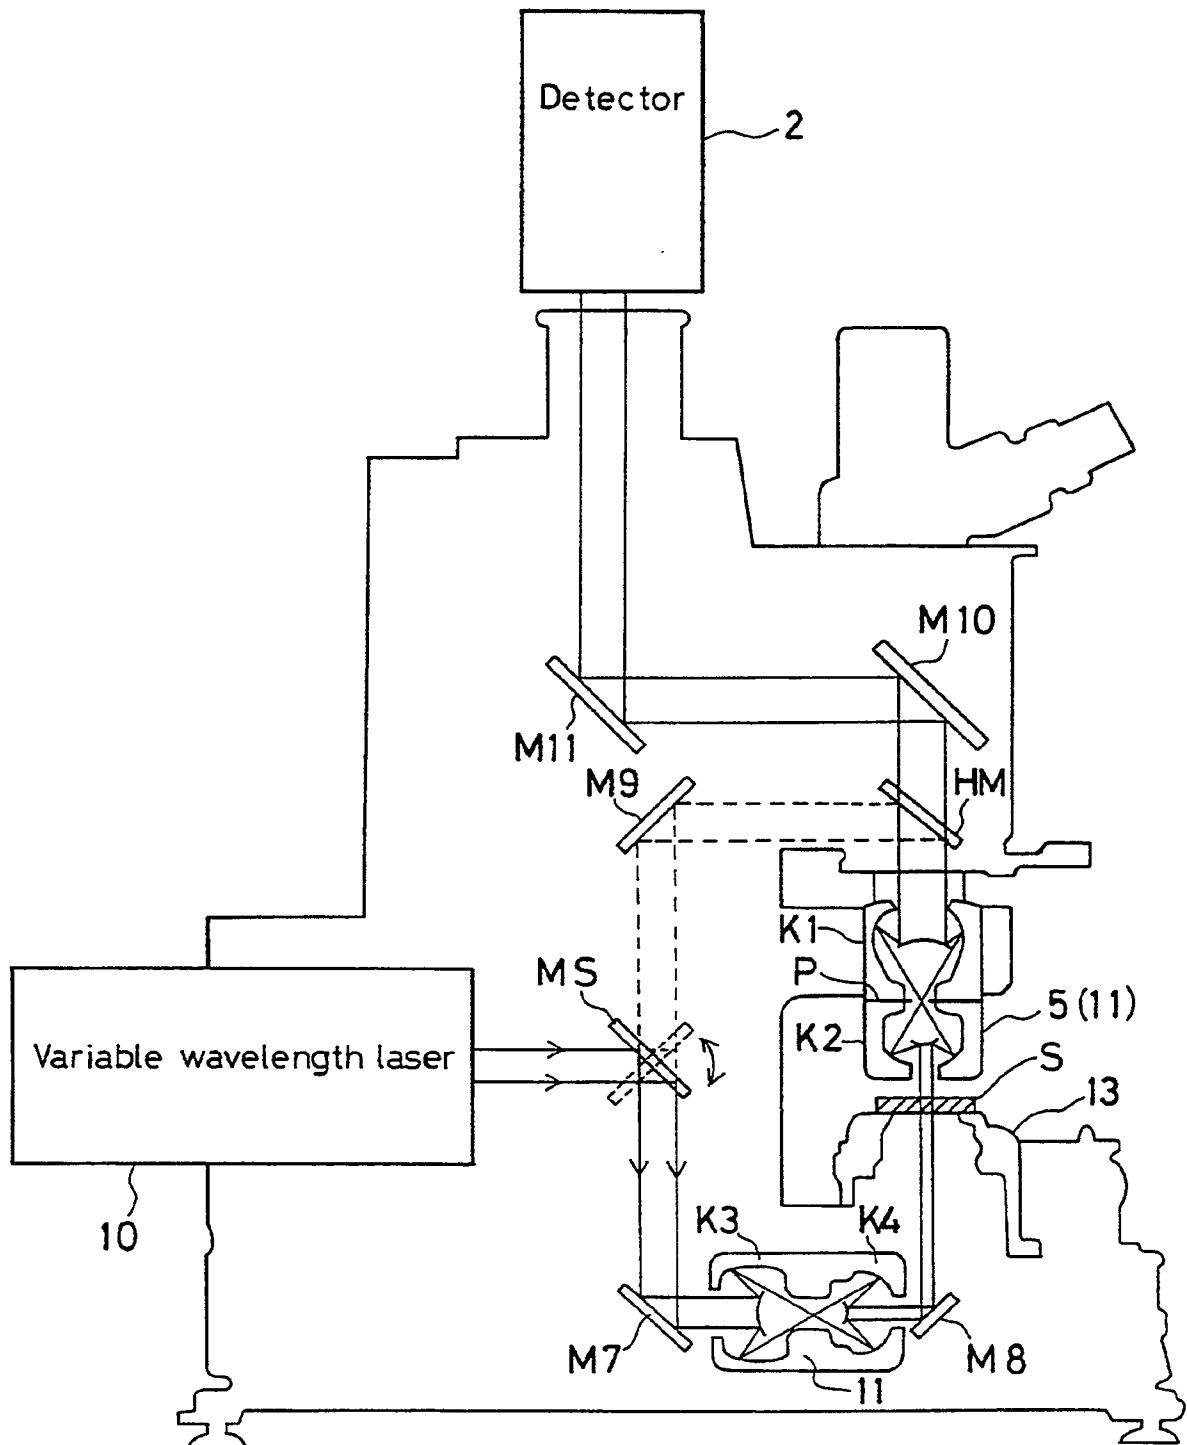 Detector
2
M10
M11
M9
HM
K1
MS
P
5(11)
K2
Variable wavelength laser
S
13
10
K3
K4
M7
11
M8